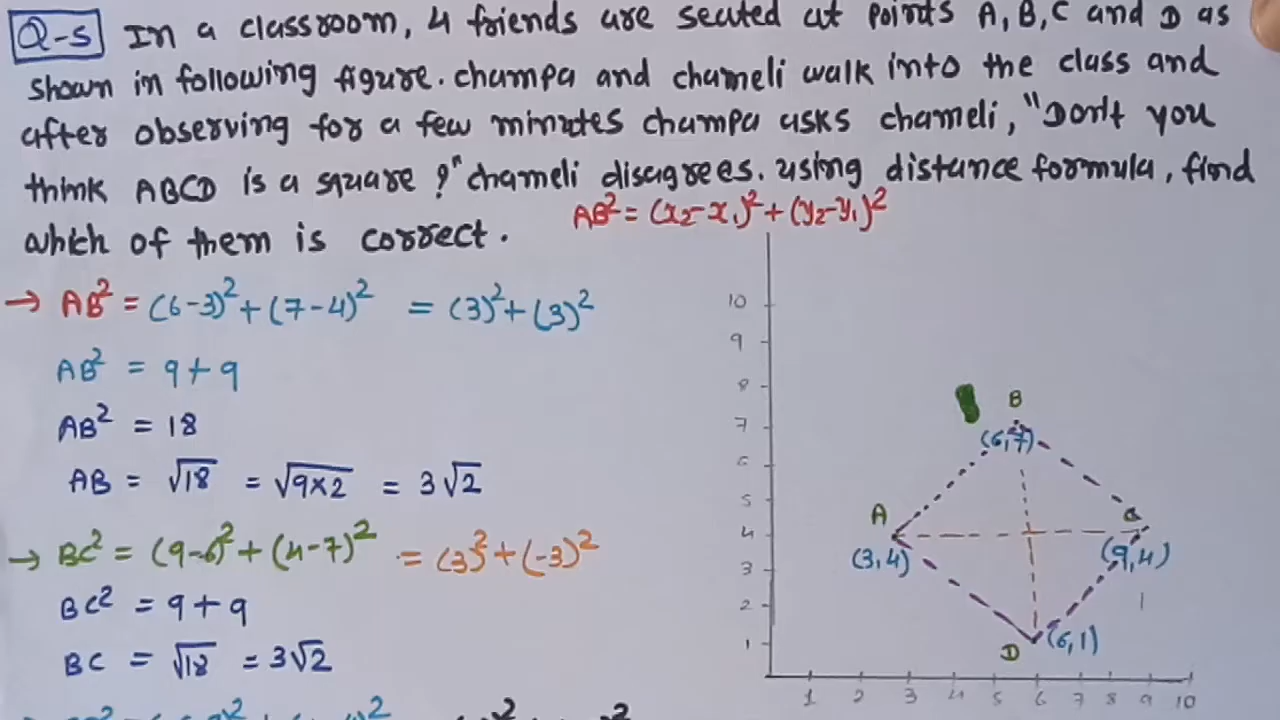 Q-5 In a classroom, 4 friends are seated at points A, B, C and D as
shown in following figure. champa and chameli walk into the class and
after observing for a few minutes champa asks chameli, "Don't you
think ABCD is a square ?" chameli disagrees. using distance formula, find
which of them is correct.
AB² = (x₂-x₁)² + (y₂-y₁)²
→ AB² = (6-3)² + (7-4)² = (3)² + (3)²
AB² = 9 + 9
AB² = 18
AB = √18 = √9×2 = 3√2
→ BC² = (9-6)² + (4-7)² = (3)² + (-3)²
BC² = 9 + 9
BC = √18 = 3√2
10
9
8
7
6
5
4
3
2
1
B
(6,7)
A
(3,4)
C
(9,4)
D
(6,1)
1 2 3 4 5 6 7 8 9 10